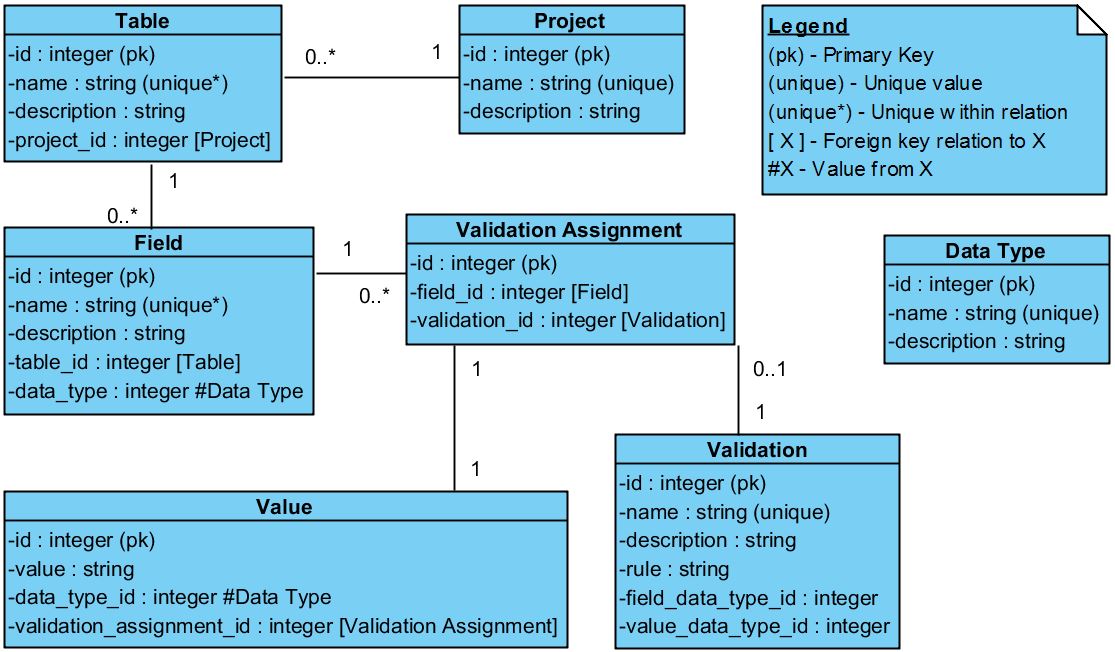 Table
-id : integer (pk)
-name : string (unique*)
-description : string
-project_id : integer [Project]
0..*
1
Project
-id : integer (pk)
-name : string (unique)
-description : string
Legend
(pk) - Primary Key
(unique) - Unique value
(unique*) - Unique within relation
[ X ] - Foreign key relation to X
#X - Value from X
1
0..*
Field
-id : integer (pk)
-name : string (unique*)
-description : string
-table_id : integer [Table]
-data_type : integer #Data Type
1
0..*
Validation Assignment
-id : integer (pk)
-field_id : integer [Field]
-validation_id : integer [Validation]
Data Type
-id : integer (pk)
-name : string (unique)
-description : string
1
1
0..1
1
Value
-id : integer (pk)
-value : string
-data_type_id : integer #Data Type
-validation_assignment_id : integer [Validation Assignment]
Validation
-id : integer (pk)
-name : string (unique)
-description : string
-rule : string
-field_data_type_id : integer
-value_data_type_id : integer